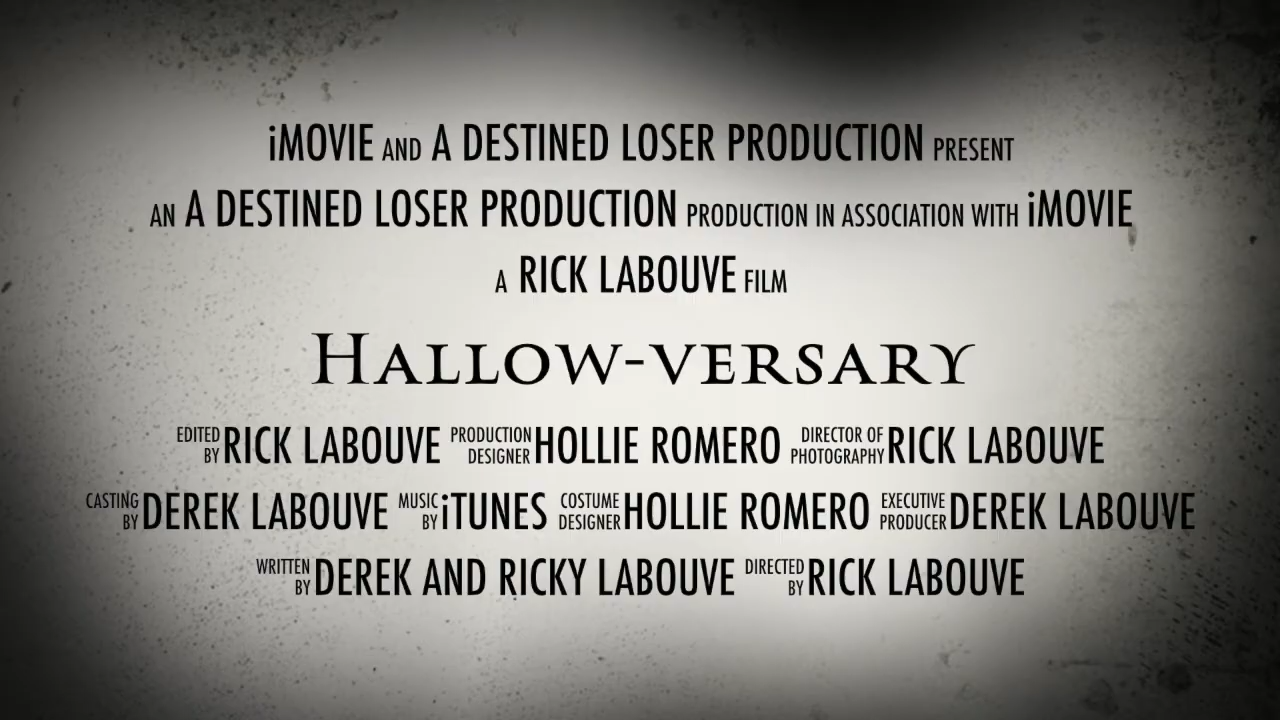 iMOVIE AND A DESTINED LOSER PRODUCTION PRESENT
AN A DESTINED LOSER PRODUCTION PRODUCTION IN ASSOCIATION WITH iMOVIE
A RICK LABOUVE FILM
HALLOW-VERSARY
EDITED BY RICK LABOUVE PRODUCTION DESIGNER HOLLIE ROMERO DIRECTOR OF PHOTOGRAPHY RICK LABOUVE
CASTING BY DEREK LABOUVE MUSIC BY iTUNES COSTUME DESIGNER HOLLIE ROMERO EXECUTIVE PRODUCER DEREK LABOUVE
WRITTEN BY DEREK AND RICKY LABOUVE DIRECTED BY RICK LABOUVE